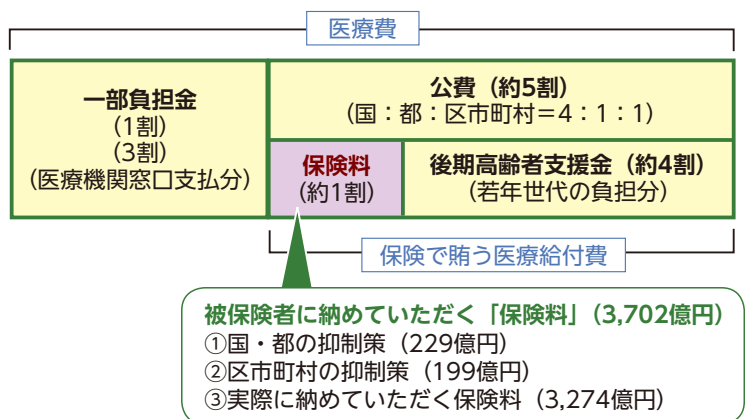 医療費
一部負担金
(1割)
(3割)
(医療機関窓口支払分)
公費（約5割）
(国：都：区市町村＝4：1：1)
保険料
(約1割)
後期高齢者支援金（約4割）
(若年世代の負担分)
保険で賄う医療給付費
被保険者に納めていただく「保険料」（3,702億円）
①国・都の抑制策（229億円）
②区市町村の抑制策（199億円）
③実際に納めていただく保険料（3,274億円）